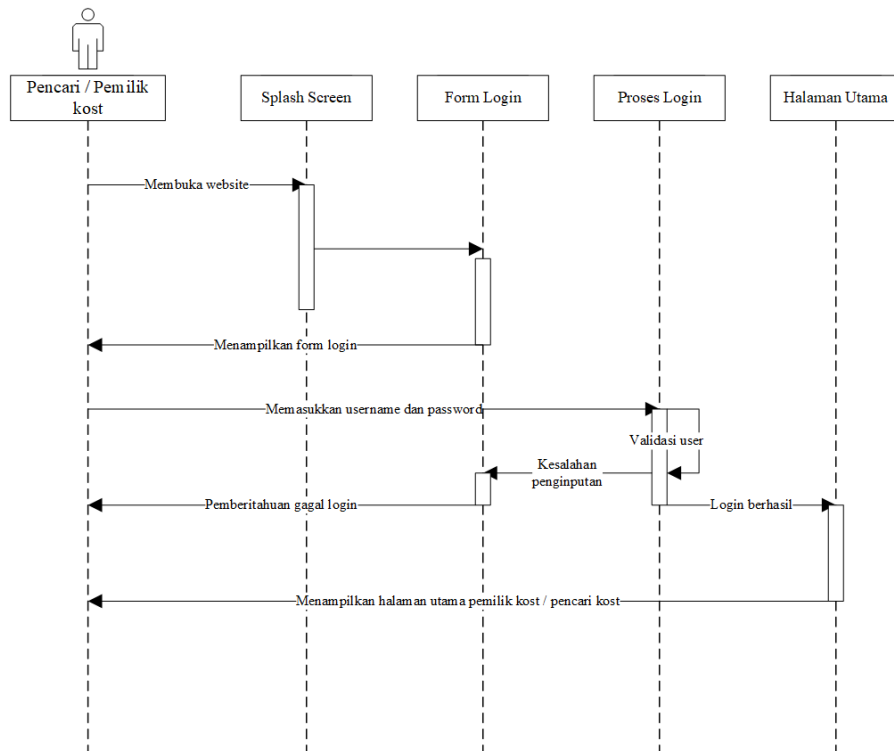 Pencari / Pemilik
kost
Splash Screen
Form Login
Proses Login
Halaman Utama
Membuka website
Menampilkan form login
Memasukkan username dan password
Validasi user
Kesalahan
penginputan
Pemberitahuan gagal login
Login berhasil
Menampilkan halaman utama pemilik kost / pencari kost